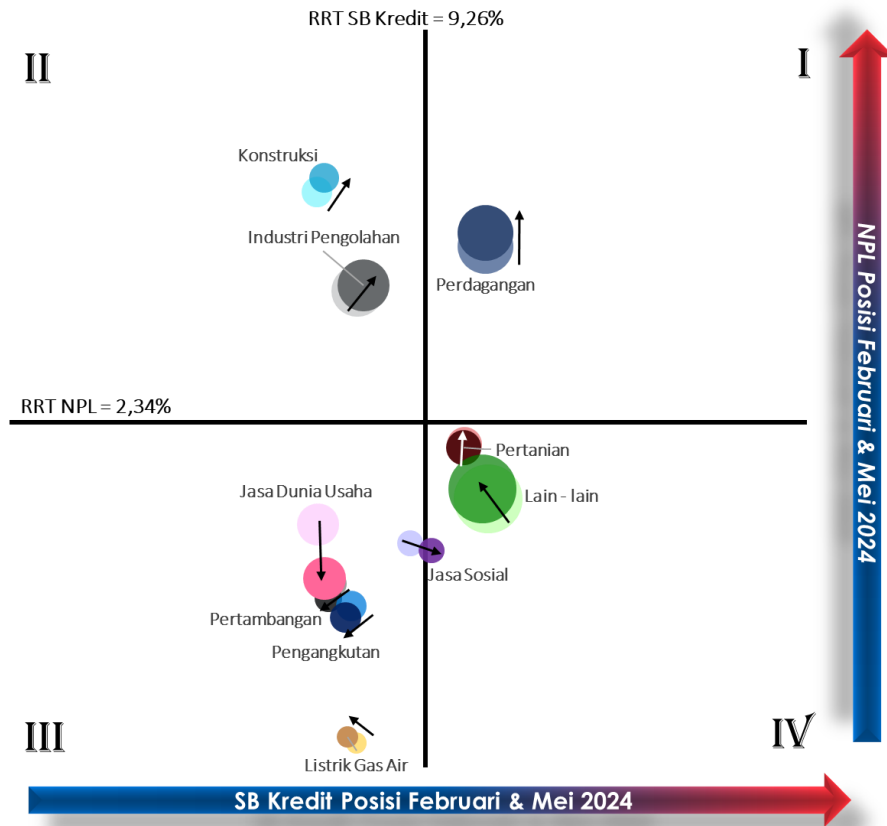 RRT SB Kredit = 9,26%
II
I
Konstruksi
Industri Pengolahan
Perdagangan
RRT NPL = 2,34%
Pertanian
Jasa Dunia Usaha
Lain - lain
Jasa Sosial
Pertambangan
Pengangkutan
III
IV
Listrik Gas Air
SB Kredit Posisi Februari & Mei 2024
NPL Posisi Februari & Mei 2024